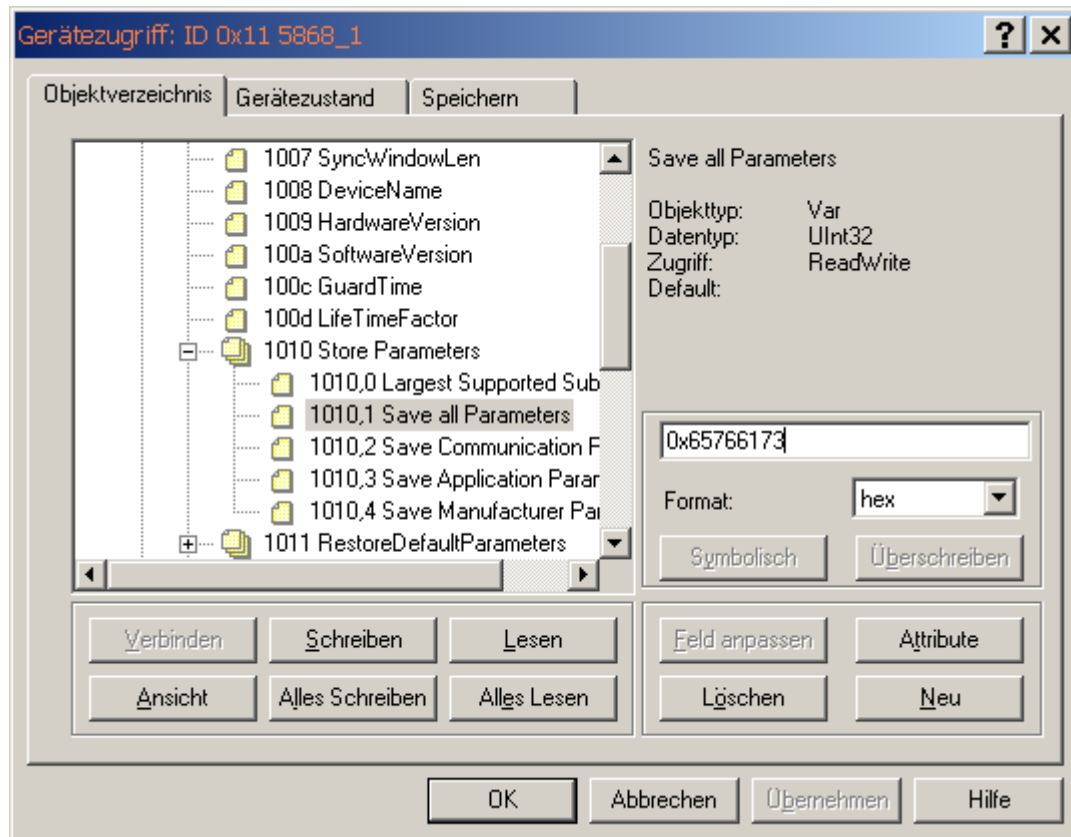 Gerätezugriff: ID 0x11 5868_1
Objektverzeichnis Gerätezustand Speichern
1007 SyncWindowLen
1008 DeviceName
1009 HardwareVersion
100a SoftwareVersion
100c GuardTime
100d LifeTimeFactor
1010 Store Parameters
1010,0 Largest Supported Sub
1010,1 Save all Parameters
1010,2 Save Communication F
1010,3 Save Application Parar
1010,4 Save Manufacturer Pai
1011 RestoreDefaultParameters
Save all Parameters
Objekttyp: Var
Datentyp: UInt32
Zugriff: ReadWrite
Default:
0x65766173
Format: hex
Symbolisch Überschreiben
Verbinden Schreiben Lesen
Ansicht Alles Schreiben Alles Lesen
Feld anpassen Attribute
Löschen Neu
OK Abbrechen Übernehmen Hilfe